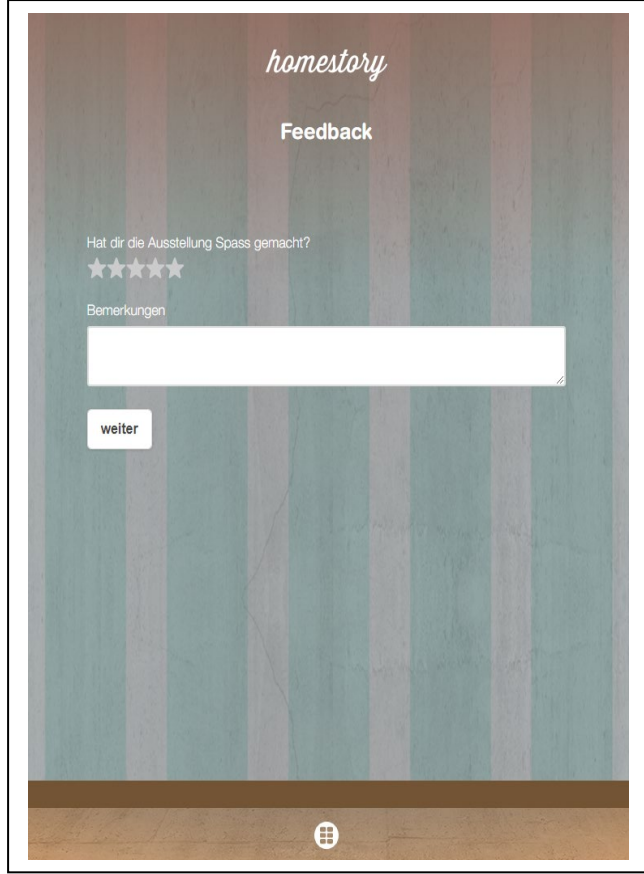 homestory
Feedback
Hat dir die Ausstellung Spass gemacht?
Bemerkungen
weiter